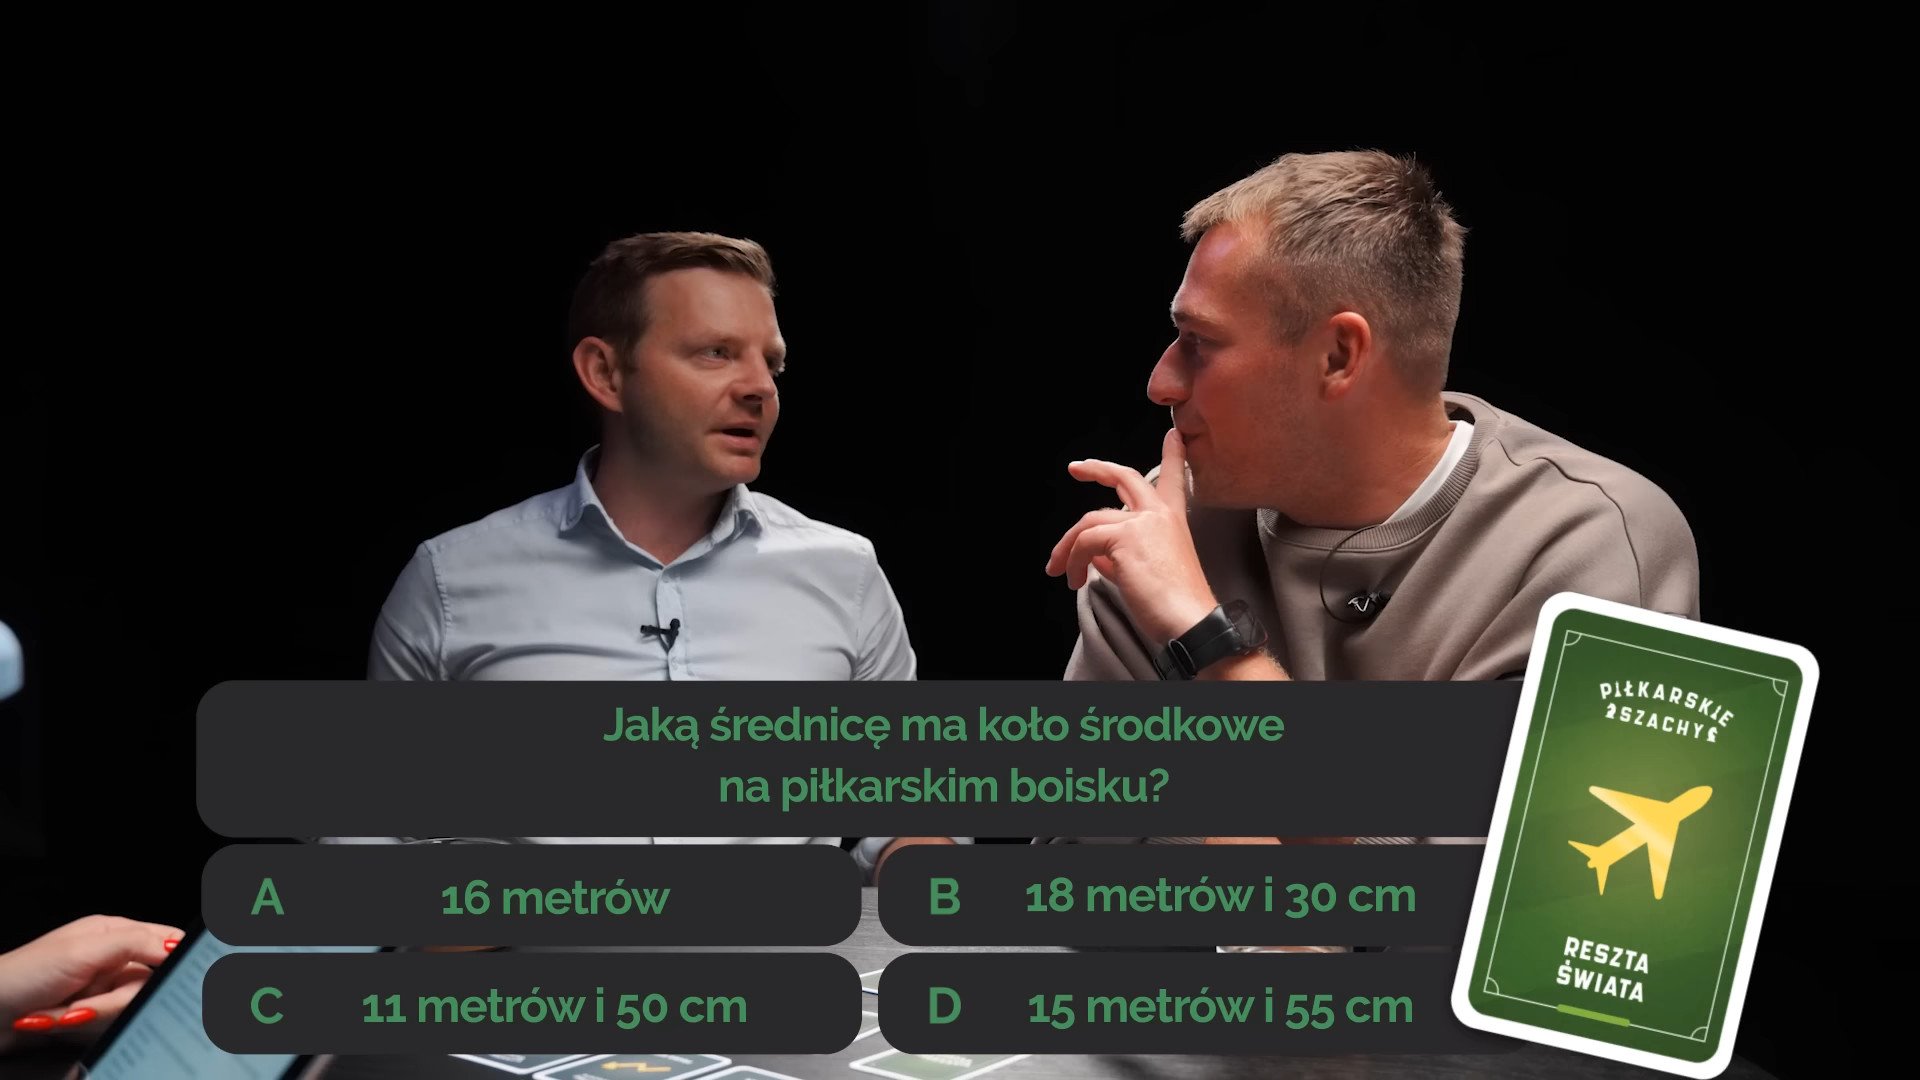 Jaką średnicę ma koło środkowe
na piłkarskim boisku?
A 16 metrów
B 18 metrów i 30 cm
C 11 metrów i 50 cm
D 15 metrów i 55 cm
PIŁKARSKIE
SZACHY
RESZTA
ŚWIATA